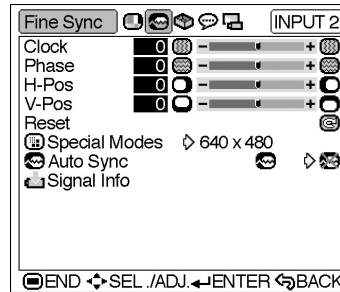 Fine Sync INPUT 2
Clock 0 - +
Phase 0 - +
H-Pos 0 - +
V-Pos 0 - +
Reset
Special Modes 640 x 480
Auto Sync
Signal Info
END SEL./ADJ. ENTER BACK